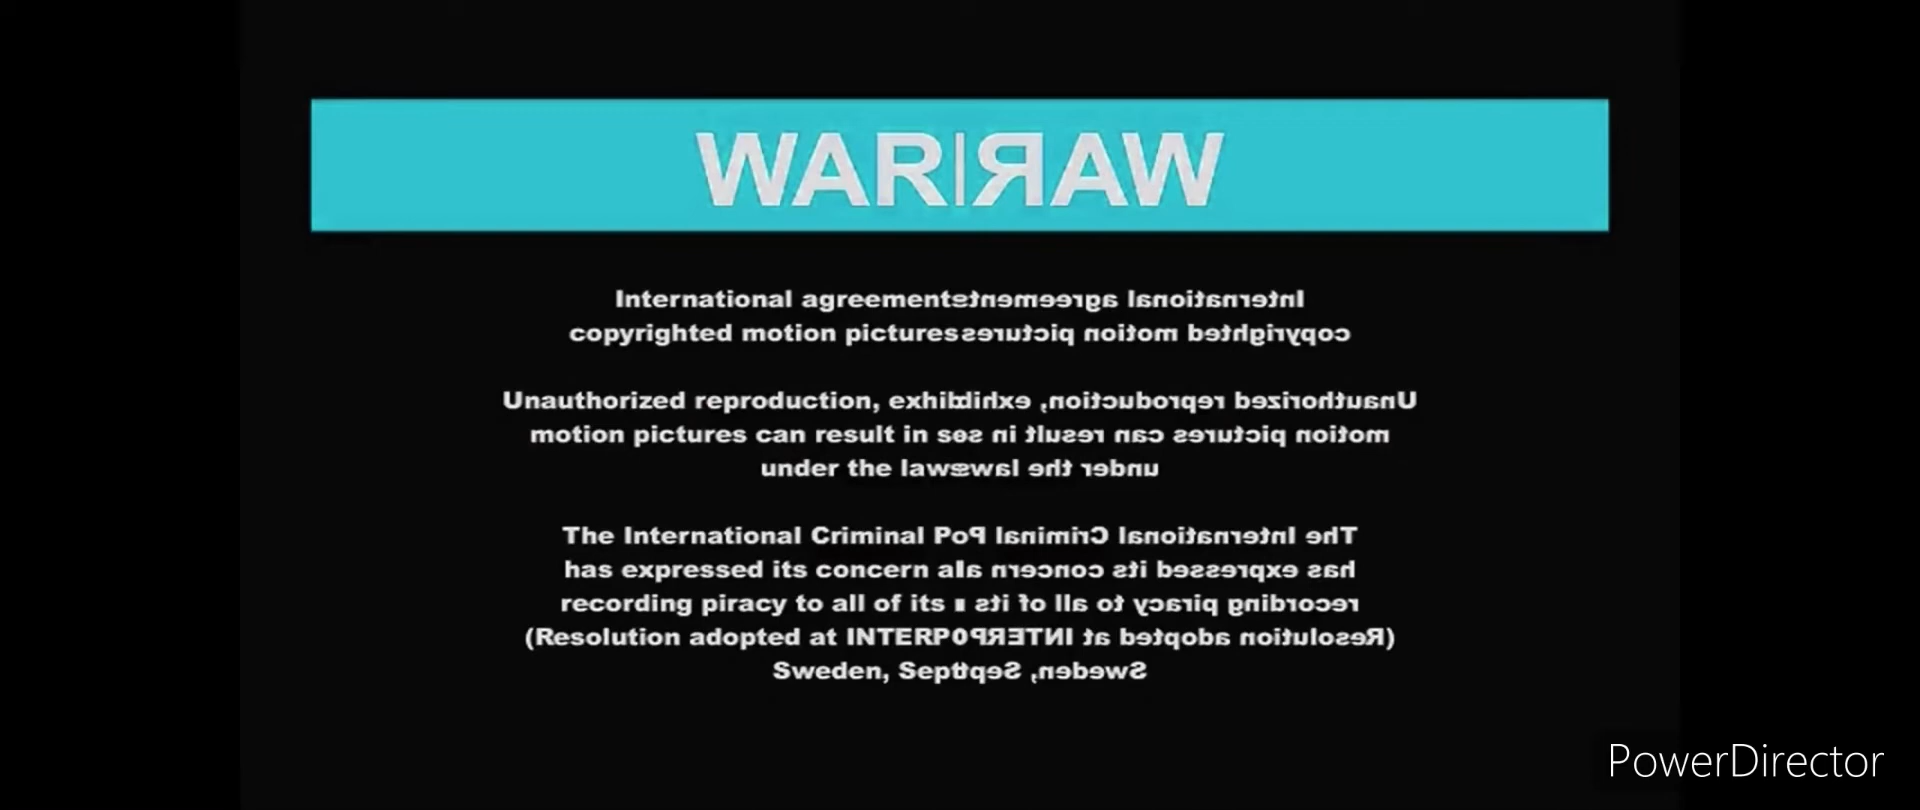 WAR|RAW
International agreementstnemeerga lanoitanretnI
copyrighted motion picturesserutcip noitom dethgirypoc
Unauthorized reproduction, exhibihxe ,noitcudorper dezirohtuanU
motion pictures can result in ses ni tluser nac serutcip noitom
under the lawswal eht rednu
The International Criminal PoP lanimirC lanoitanretnI ehT
has expressed its concern ala nrecnoc sti desserpxe sah
recording piracy to all of its sti fo lla ot ycarip gnidrocer
(Resolution adopted at INTERPOPRETNI ta detpoda noituloseR)
Sweden, SepttpeS ,nedewS
PowerDirector